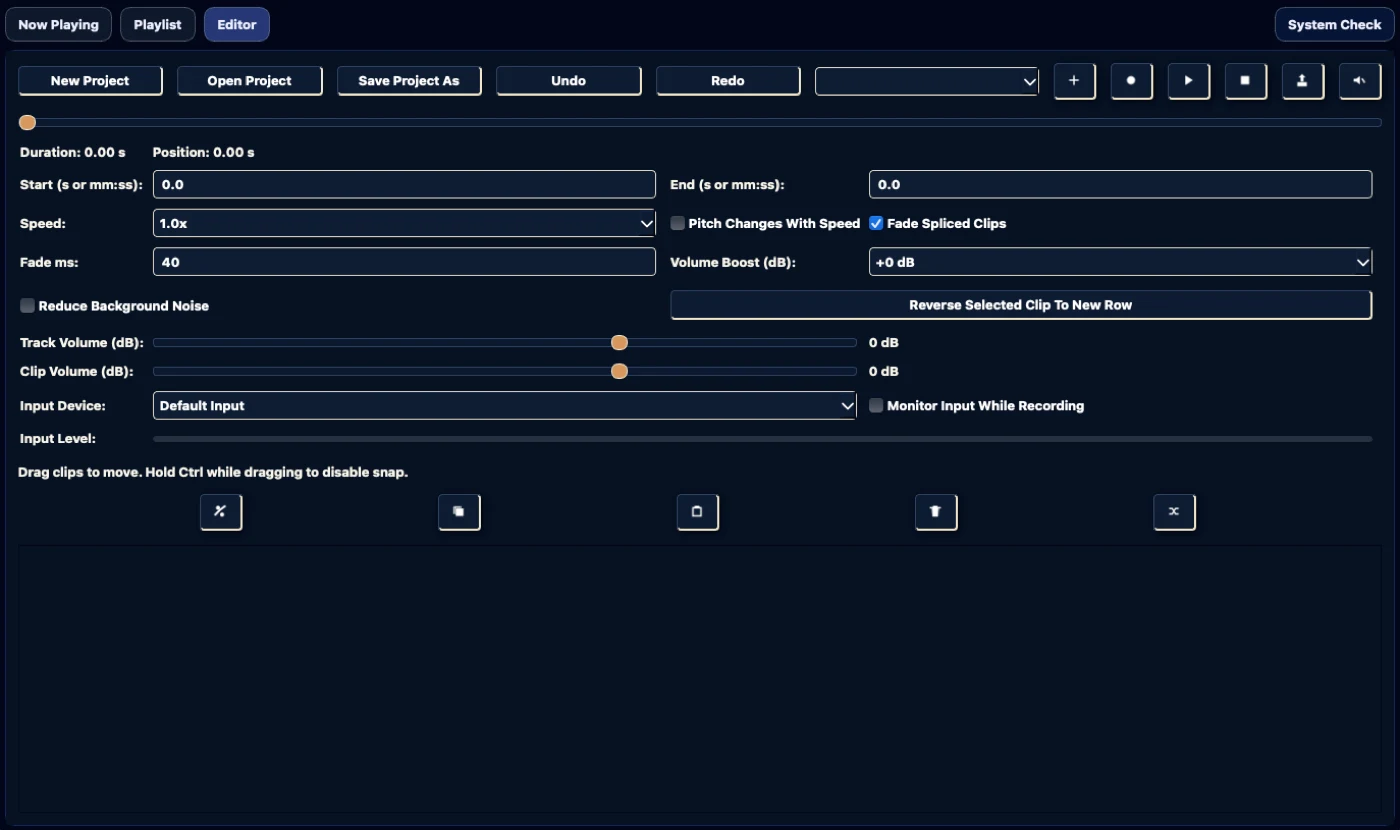 Now Playing Playlist Editor System Check
New Project Open Project Save Project As Undo Redo
Duration: 0.00 s Position: 0.00 s
Start (s or mm:ss): 0.0 End (s or mm:ss): 0.0
Speed: 1.0x Pitch Changes With Speed Fade Spliced Clips
Fade ms: 40 Volume Boost (dB): +0 dB
Reduce Background Noise Reverse Selected Clip To New Row
Track Volume (dB): 0 dB
Clip Volume (dB): 0 dB
Input Device: Default Input Monitor Input While Recording
Input Level:
Drag clips to move. Hold Ctrl while dragging to disable snap.